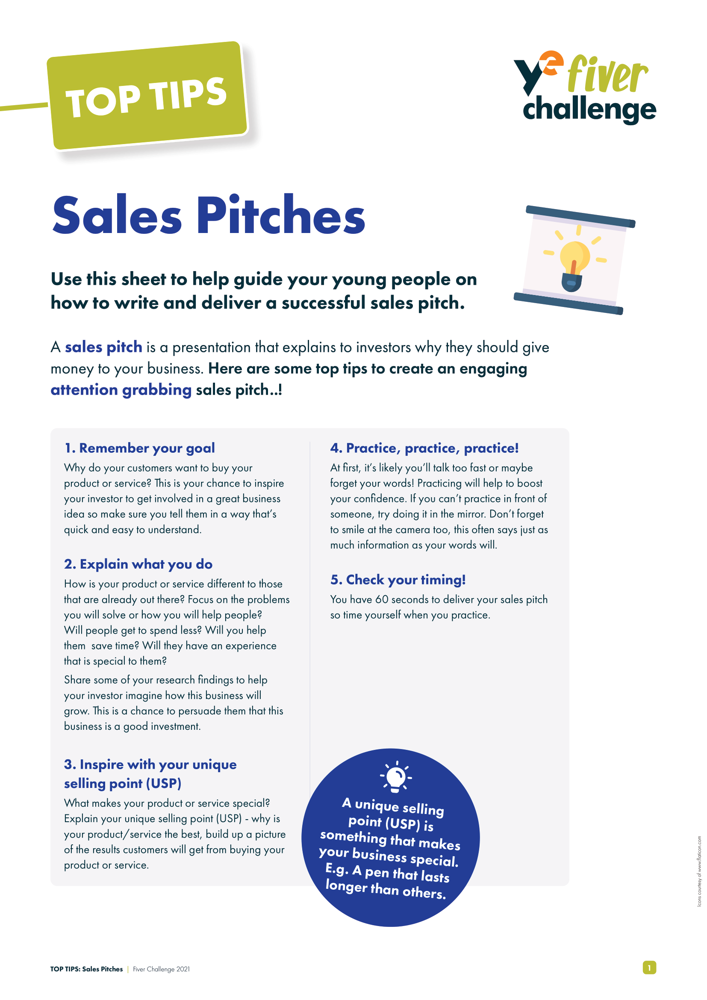 TOP TIPS
ye fiver
challenge
Sales Pitches
Use this sheet to help guide your young people on
how to write and deliver a successful sales pitch.
A sales pitch is a presentation that explains to investors why they should give
money to your business. Here are some top tips to create an engaging
attention grabbing sales pitch..!
1. Remember your goal
Why do your customers want to buy your
product or service? This is your chance to inspire
your investor to get involved in a great business
idea so make sure you tell them in a way that’s
quick and easy to understand.
2. Explain what you do
How is your product or service different to those
that are already out there? Focus on the problems
you will solve or how you will help people?
Will people get to spend less? Will you help
them  save time? Will they have an experience
that is special to them?
Share some of your research findings to help
your investor imagine how this business will
grow. This is a chance to persuade them that this
business is a good investment.
3. Inspire with your unique
selling point (USP)
What makes your product or service special?
Explain your unique selling point (USP) - why is
your product/service the best, build up a picture
of the results customers will get from buying your
product or service.
4. Practice, practice, practice!
At first, it’s likely you’ll talk too fast or maybe
forget your words! Practicing will help to boost
your confidence. If you can’t practice in front of
someone, try doing it in the mirror. Don’t forget
to smile at the camera too, this often says just as
much information as your words will.
5. Check your timing!
You have 60 seconds to deliver your sales pitch
so time yourself when you practice.
A unique selling
point (USP) is
something that makes
your business special.
E.g. A pen that lasts
longer than others.
Icons courtesy of www.flaticon.com
TOP TIPS: Sales Pitches | Fiver Challenge 2021
1